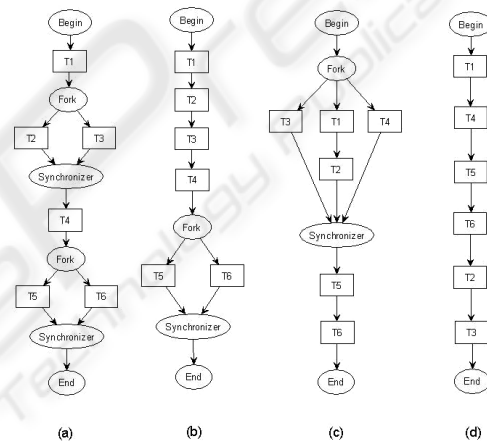 Begin
T1
Fork
T2 T3
Synchronizer
T4
Fork
T5 T6
Synchronizer
End
(a)
Begin
T1
T2
T3
T4
Fork
T5 T6
Synchronizer
End
(b)
Begin
Fork
T3 T1 T4
T2
Synchronizer
T5
T6
End
(c)
Begin
T1
T4
T5
T6
T2
T3
End
(d)